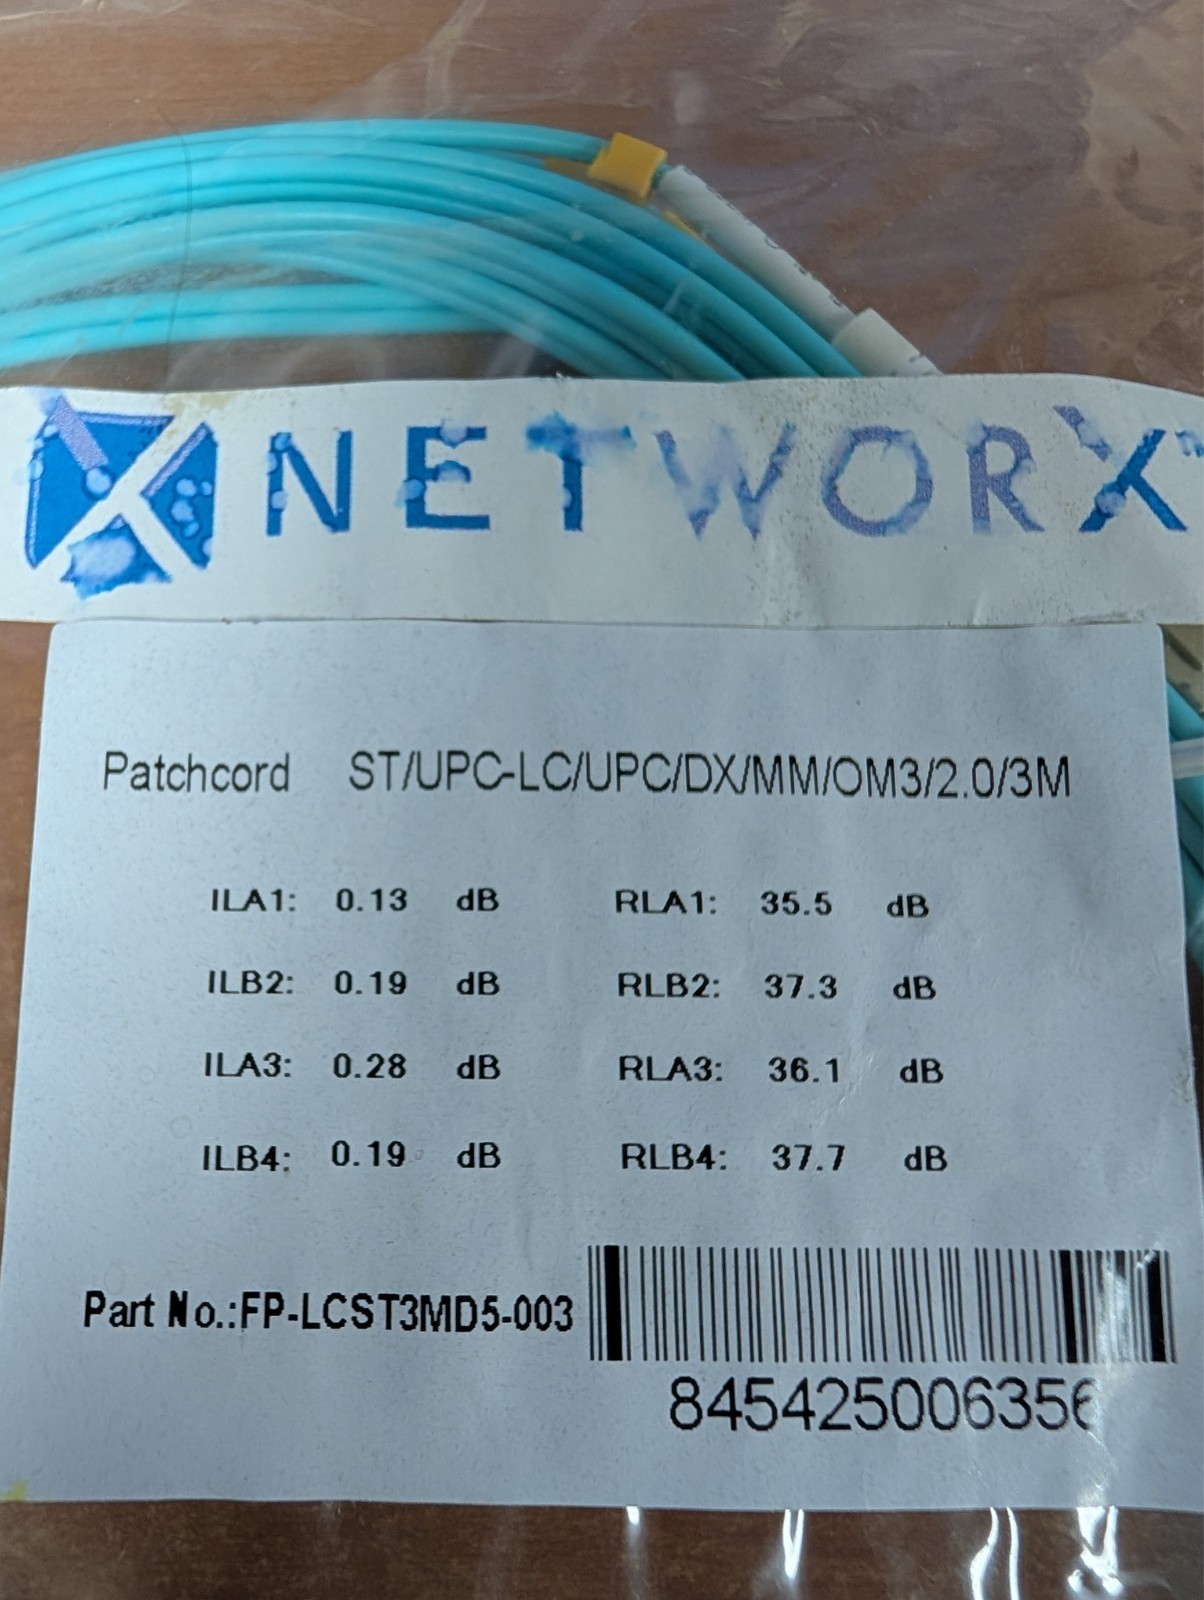 NETWORX
Patchcord ST/UPC-LC/UPC/DX/MM/OM3/2.0/3M
ILA1: 0.13 dB RLA1: 35.5 dB
ILB2: 0.19 dB RLB2: 37.3 dB
ILA3: 0.28 dB RLA3: 36.1 dB
ILB4: 0.19 dB RLB4: 37.7 dB
Part No.:FP-LCST3MD5-003
845425006356